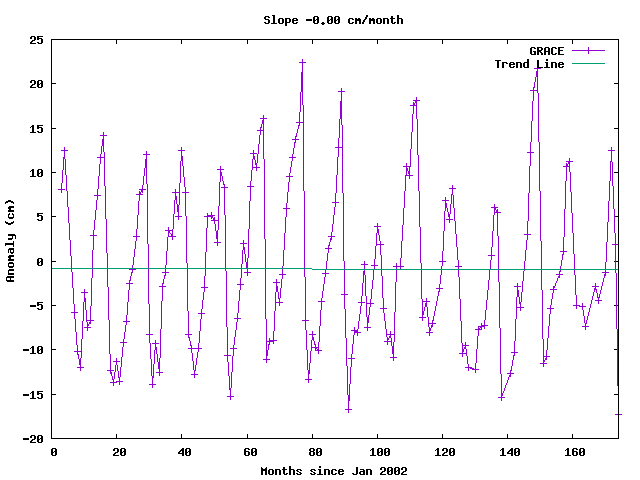 Slope -0.00 cm/month
25
20
15
10
5
0
-5
-10
-15
-20
Anomaly (cm)
GRACE
Trend Line
0 20 40 60 80 100 120 140 160
Months since Jan 2002